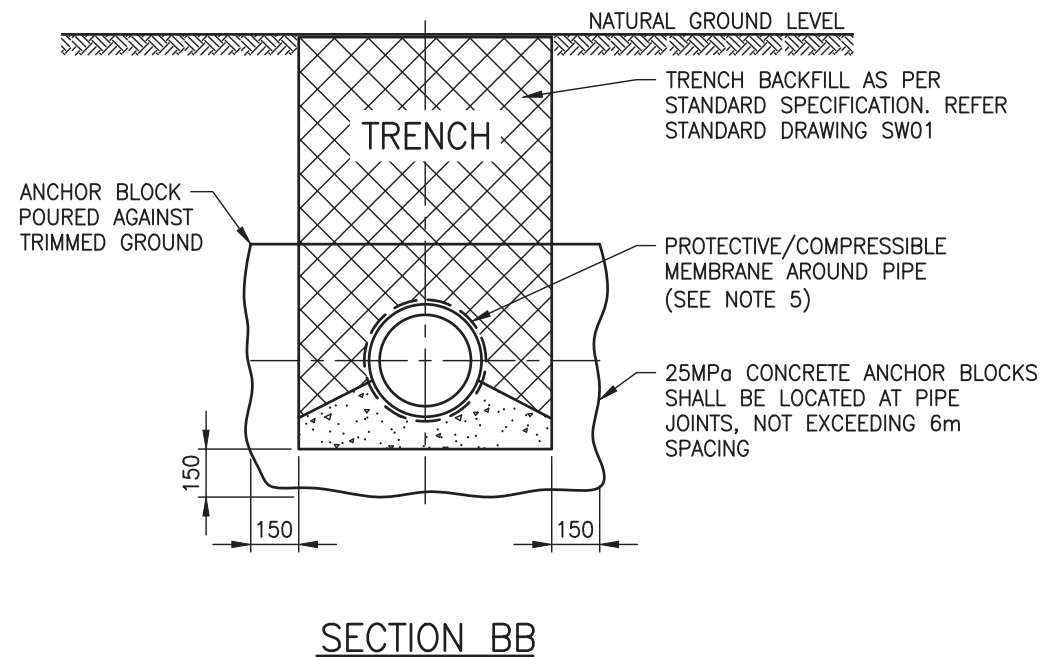 NATURAL GROUND LEVEL
TRENCH BACKFILL AS PER
STANDARD SPECIFICATION. REFER
STANDARD DRAWING SW01
TRENCH
ANCHOR BLOCK
POURED AGAINST
TRIMMED GROUND
PROTECTIVE/COMPRESSIBLE
MEMBRANE AROUND PIPE
(SEE NOTE 5)
25MPa CONCRETE ANCHOR BLOCKS
SHALL BE LOCATED AT PIPE
JOINTS, NOT EXCEEDING 6m
SPACING
150
150
150
SECTION BB